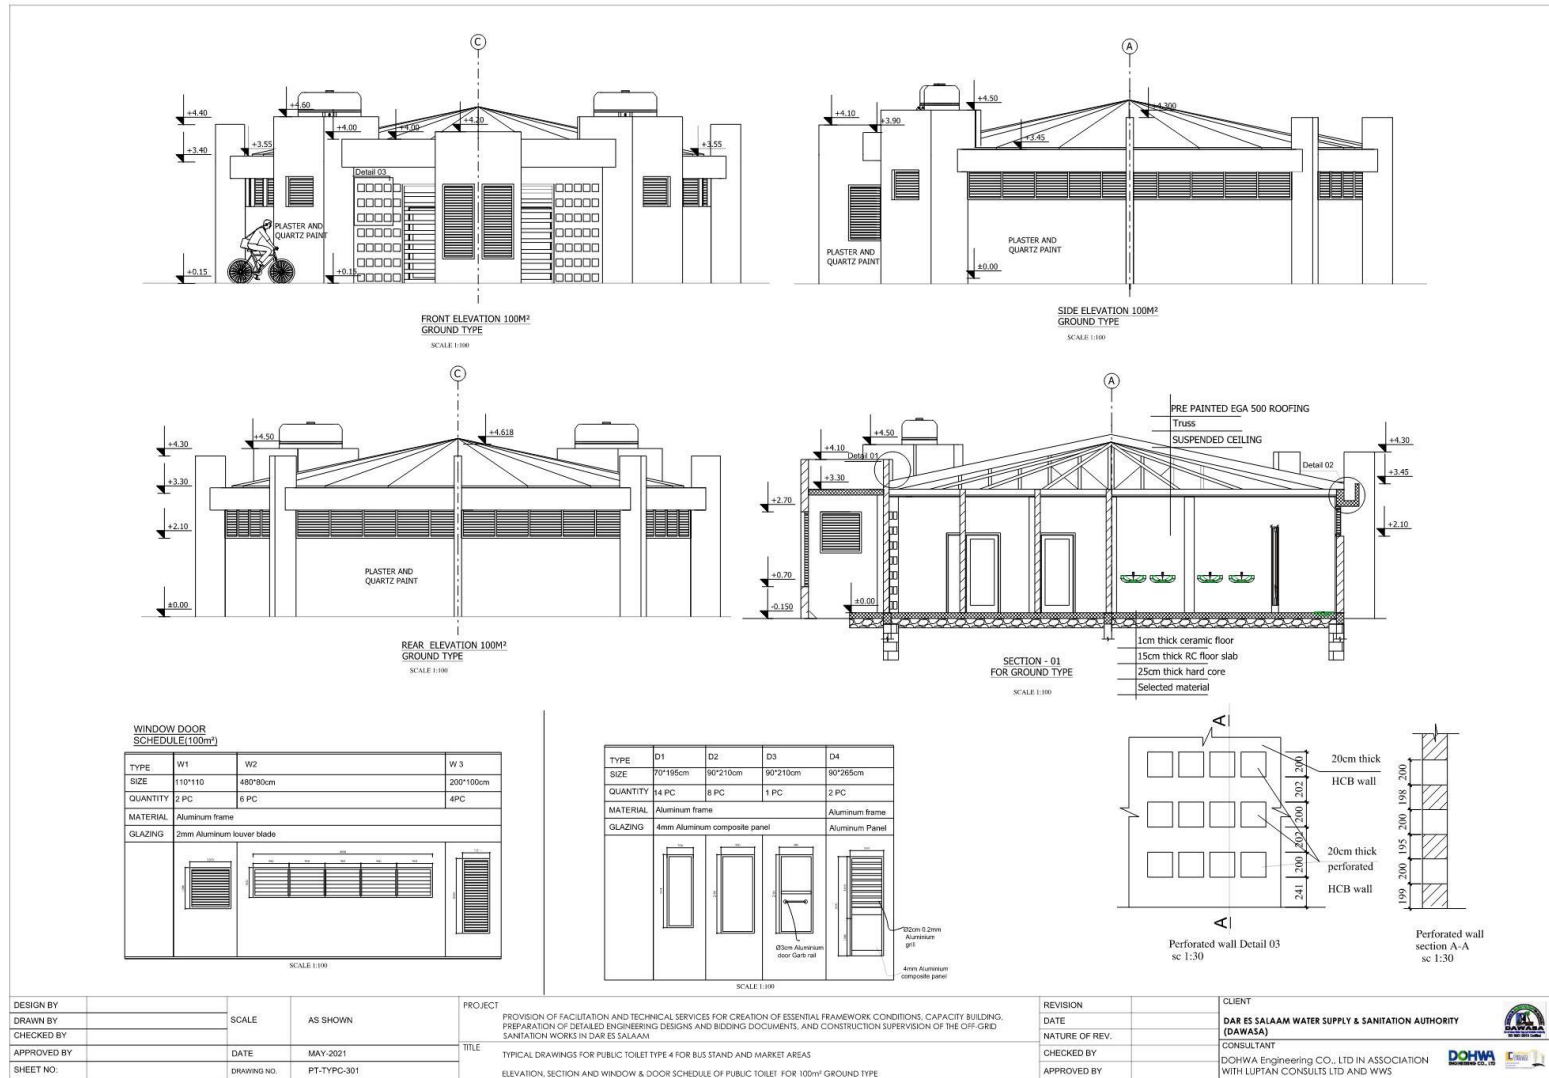 C
+4.40
+4.60
+4.00
+4.00
+4.20
+3.40
+3.55
+3.55
Detail 03
PLASTER AND
QUARTZ PAINT
+0.15
+0.15
FRONT ELEVATION 100M²
GROUND TYPE
SCALE 1:100
A
+4.10
+3.90
+4.50
+4.300
+3.45
PLASTER AND
QUARTZ PAINT
PLASTER AND
QUARTZ PAINT
±0.00
SIDE ELEVATION 100M²
GROUND TYPE
SCALE 1:100
C
+4.30
+4.50
+4.618
+3.30
+2.10
PLASTER AND
QUARTZ PAINT
±0.00
REAR ELEVATION 100M²
GROUND TYPE
SCALE 1:100
A
PRE PAINTED EGA 500 ROOFING
Truss
SUSPENDED CEILING
+4.10
+4.50
Detail 01
Detail 02
+4.30
+3.30
+3.45
+2.70
+2.10
+0.70
-0.150
±0.00
1cm thick ceramic floor
15cm thick RC floor slab
25cm thick hard core
Selected material
SECTION - 01
FOR GROUND TYPE
SCALE 1:100
WINDOW DOOR
SCHEDULE(100m²)
TYPE W1 W2 W 3
SIZE 110*110 480*80cm 200*100cm
QUANTITY 2 PC 6 PC 4PC
MATERIAL Aluminum frame
GLAZING 2mm Aluminum louver blade
SCALE 1:100
TYPE D1 D2 D3 D4
SIZE 70*195cm 90*210cm 90*210cm 90*265cm
QUANTITY 14 PC 8 PC 1 PC 2 PC
MATERIAL Aluminum frame Aluminum frame
GLAZING 4mm Aluminum composite panel Aluminum Panel
Ø3cm Aluminium
door Garb rail
Ø2cm 0.2mm
Aluminium
gril
4mm Aluminium
composite panel
SCALE 1:100
A
200
202
200
202
200
241
20cm thick
HCB wall
20cm thick
perforated
HCB wall
A
Perforated wall Detail 03
sc 1:30
200
198
200
195
200
199
Perforated wall
section A-A
sc 1:30
DESIGN BY
DRAWN BY
CHECKED BY
APPROVED BY
SHEET NO:
SCALE AS SHOWN
DATE MAY-2021
DRAWING NO. PT-TYPC-301
PROJECT
PROVISION OF FACILITATION AND TECHNICAL SERVICES FOR CREATION OF ESSENTIAL FRAMEWORK CONDITIONS, CAPACITY BUILDING,
PREPARATION OF DETAILED ENGINEERING DESIGNS AND BIDDING DOCUMENTS, AND CONSTRUCTION SUPERVISION OF THE OFF-GRID
SANITATION WORKS IN DAR ES SALAAM
TITLE
TYPICAL DRAWINGS FOR PUBLIC TOILET TYPE 4 FOR BUS STAND AND MARKET AREAS
ELEVATION, SECTION AND WINDOW & DOOR SCHEDULE OF PUBLIC TOILET FOR 100m² GROUND TYPE
REVISION
DATE
NATURE OF REV.
CHECKED BY
APPROVED BY
CLIENT
DAR ES SALAAM WATER SUPPLY & SANITATION AUTHORITY
(DAWASA)
DAWASA
CONSULTANT
DOHWA Engineering CO., LTD IN ASSOCIATION
WITH LUPTAN CONSULTS LTD AND WWS
DOHWA
ENGINEERING CO., LTD